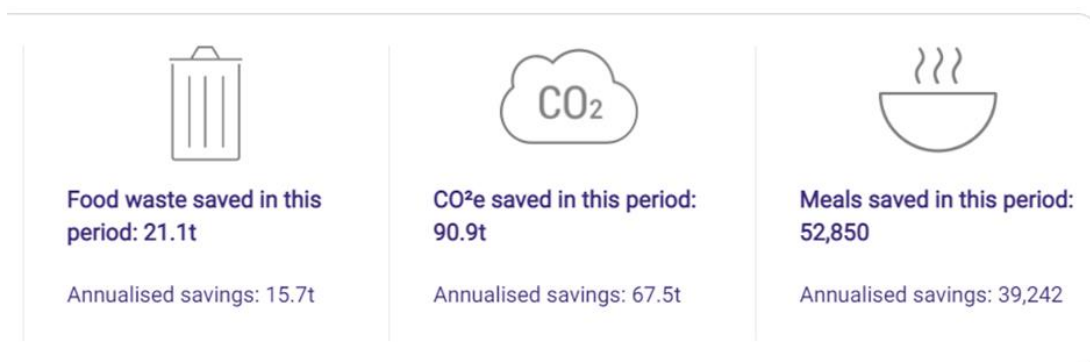 CO₂
Food waste saved in this
period: 21.1t
Annualised savings: 15.7t
CO²e saved in this period:
90.9t
Annualised savings: 67.5t
Meals saved in this period:
52,850
Annualised savings: 39,242